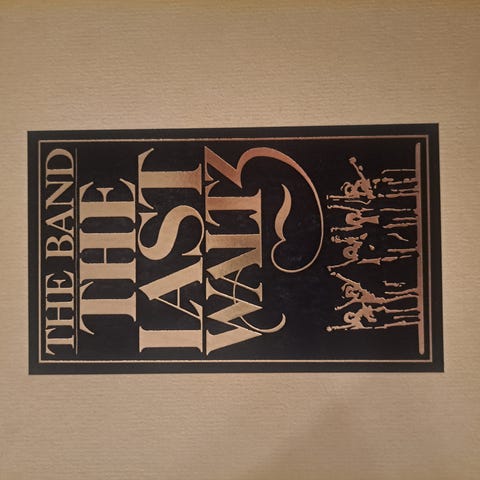 THE BAND
THE
LAST
WALTZ